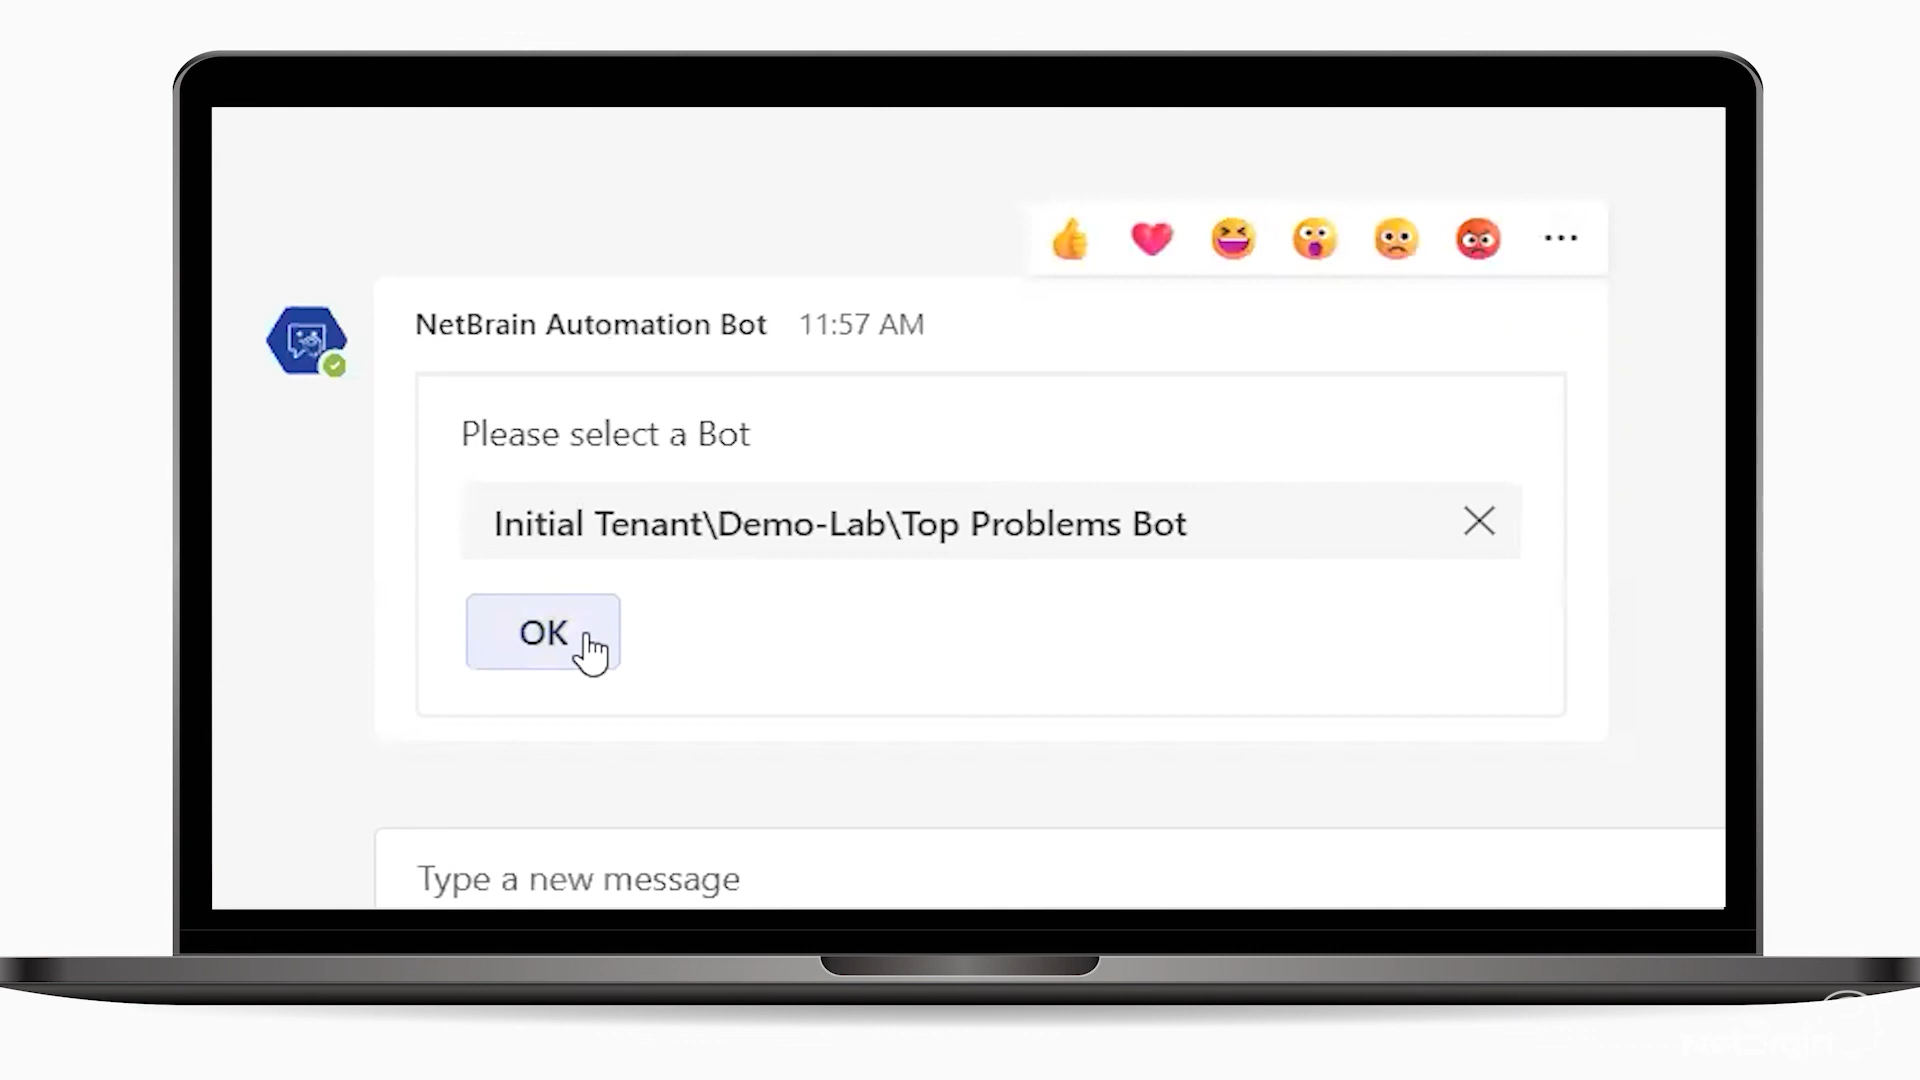 NetBrain Automation Bot 11:57 AM
Please select a Bot
Initial Tenant\Demo-Lab\Top Problems Bot
OK
Type a new message